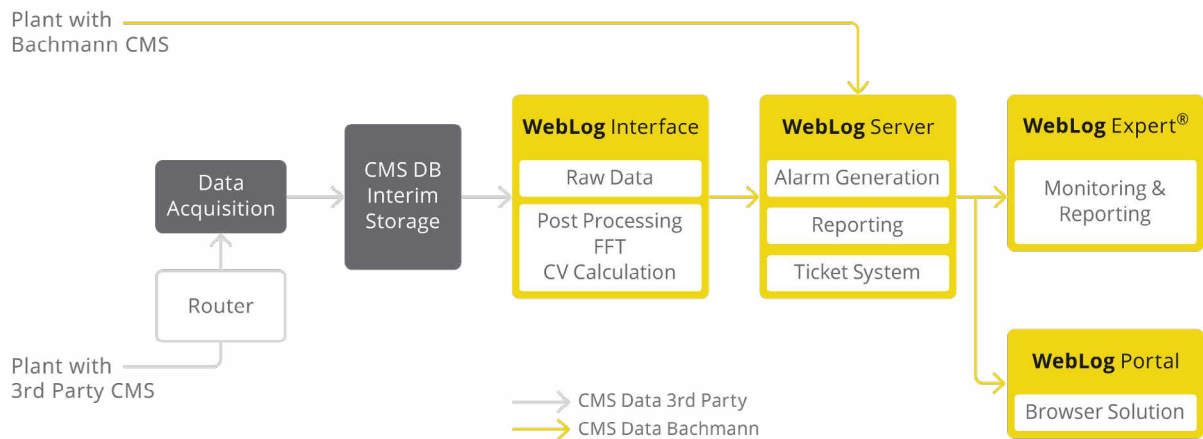 Plant with
Bachmann CMS
WebLog Interface
Raw Data
Post Processing
FFT
CV Calculation
WebLog Server
Alarm Generation
Reporting
Ticket System
WebLog Expert®
Monitoring &
Reporting
Data
Acquisition
CMS DB
Interim
Storage
Router
Plant with
3rd Party CMS
WebLog Portal
Browser Solution
CMS Data 3rd Party
CMS Data Bachmann